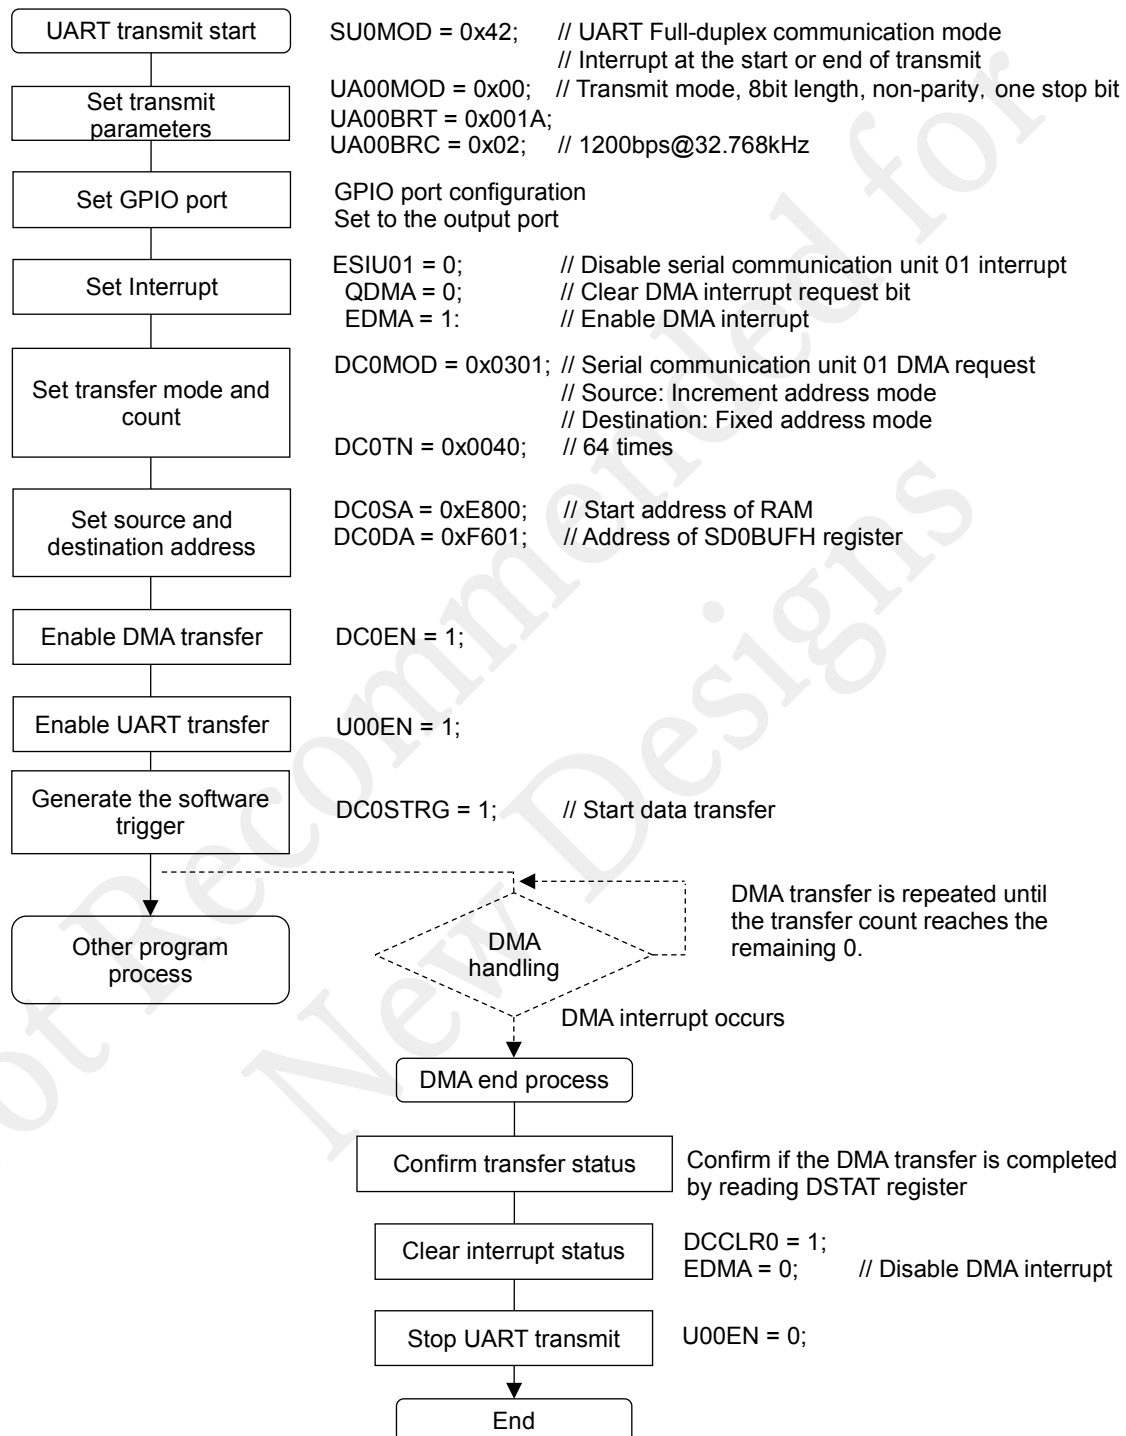 UART transmit start
SU0MOD = 0x42; // UART Full-duplex communication mode
// Interrupt at the start or end of transmit
Set transmit
parameters
UA00MOD = 0x00; // Transmit mode, 8bit length, non-parity, one stop bit
UA00BRT = 0x001A;
UA00BRC = 0x02; // 1200bps@32.768kHz
Set GPIO port
GPIO port configuration
Set to the output port
Set Interrupt
ESIU01 = 0; // Disable serial communication unit 01 interrupt
QDMA = 0; // Clear DMA interrupt request bit
EDMA = 1: // Enable DMA interrupt
Set transfer mode and
count
DC0MOD = 0x0301; // Serial communication unit 01 DMA request
// Source: Increment address mode
// Destination: Fixed address mode
DC0TN = 0x0040; // 64 times
Set source and
destination address
DC0SA = 0xE800; // Start address of RAM
DC0DA = 0xF601; // Address of SD0BUFH register
Enable DMA transfer
DC0EN = 1;
Enable UART transfer
U00EN = 1;
Generate the software
trigger
DC0STRG = 1; // Start data transfer
Other program
process
DMA
handling
DMA transfer is repeated until
the transfer count reaches the
remaining 0.
DMA interrupt occurs
DMA end process
Confirm transfer status
Confirm if the DMA transfer is completed
by reading DSTAT register
Clear interrupt status
DCCLR0 = 1;
EDMA = 0; // Disable DMA interrupt
Stop UART transmit
U00EN = 0;
End
ot Recommended for
New Designs